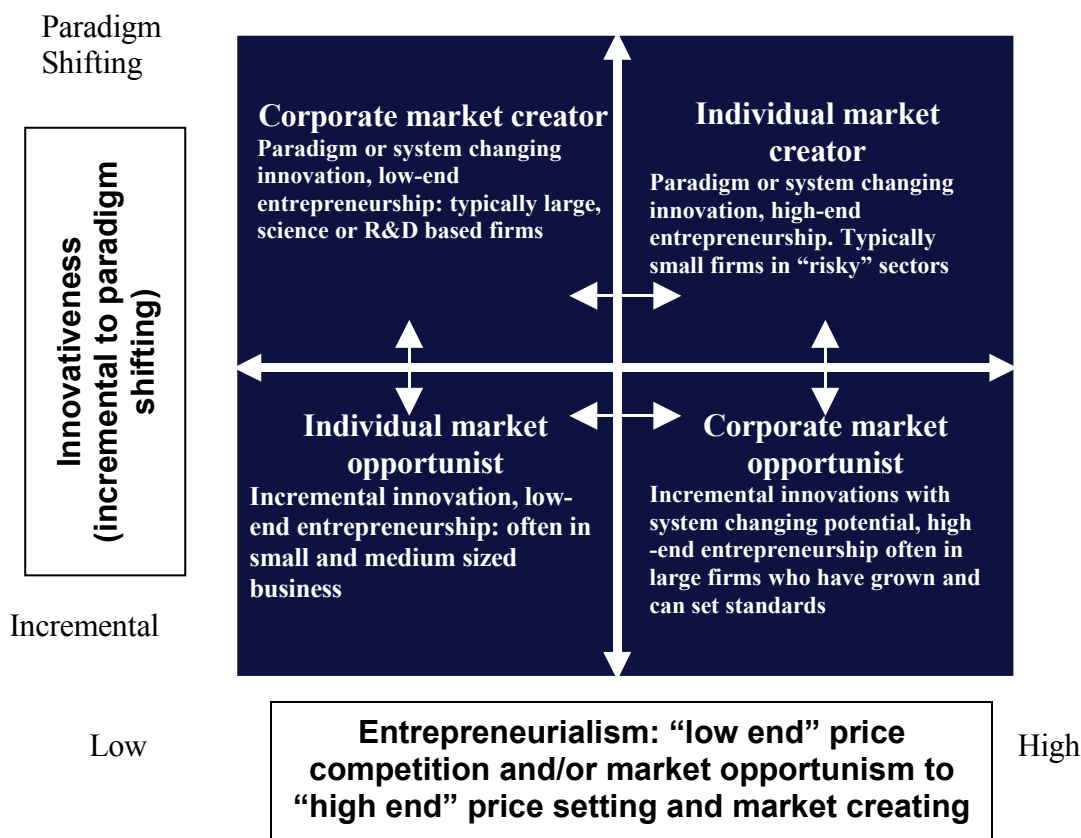 Paradigm
Shifting
Innovativeness
(incremental to paradigm
shifting)
Incremental
Corporate market creator
Paradigm or system changing
innovation, low-end
entrepreneurship: typically large,
science or R&D based firms
Individual market
creator
Paradigm or system changing
innovation, high-end
entrepreneurship. Typically
small firms in “risky” sectors
Individual market
opportunist
Incremental innovation, low-
end entrepreneurship: often in
small and medium sized
business
Corporate market
opportunist
Incremental innovations with
system changing potential, high
-end entrepreneurship often in
large firms who have grown and
can set standards
Low
Entrepreneurialism: “low end” price
competition and/or market opportunism to
“high end” price setting and market creating
High